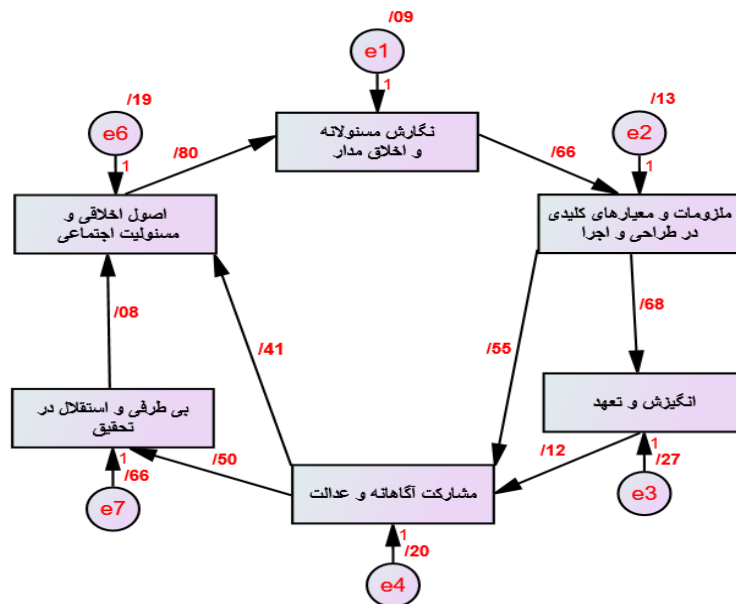 /09
e1
1
نگارش مسئولانه
و اخلاق مدار
/19
e6
1
/80
/66
/13
e2
1
اصول اخلاقی و
مسئولیت اجتماعی
ملزومات و معیارهای کلیدی
در طراحی و اجرا
/08
/41
/55
/68
بی طرفی و استقلال در
تحقیق
انگیزش و تعهد
1
/66
e7
/50
/12
1
/27
e3
مشارکت آگاهانه و عدالت
1
/20
e4